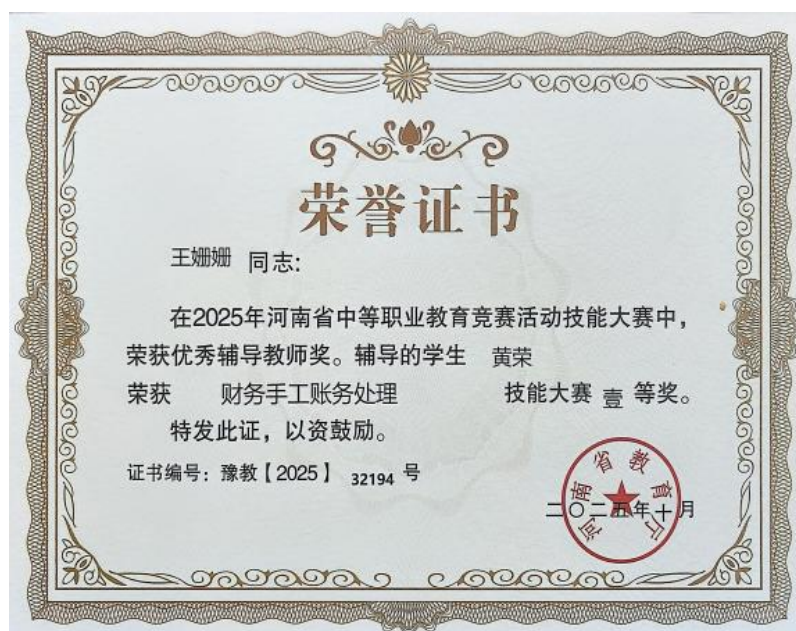 荣誉证书
王姗姗 同志:
在2025年河南省中等职业教育竞赛活动技能大赛中，
荣获优秀辅导教师奖。辅导的学生 黄荣
荣获 财务手工账务处理 技能大赛 壹 等奖。
特发此证，以资鼓励。
证书编号：豫教【2025】 32194 号
河南省教育厅
二〇二五年十月